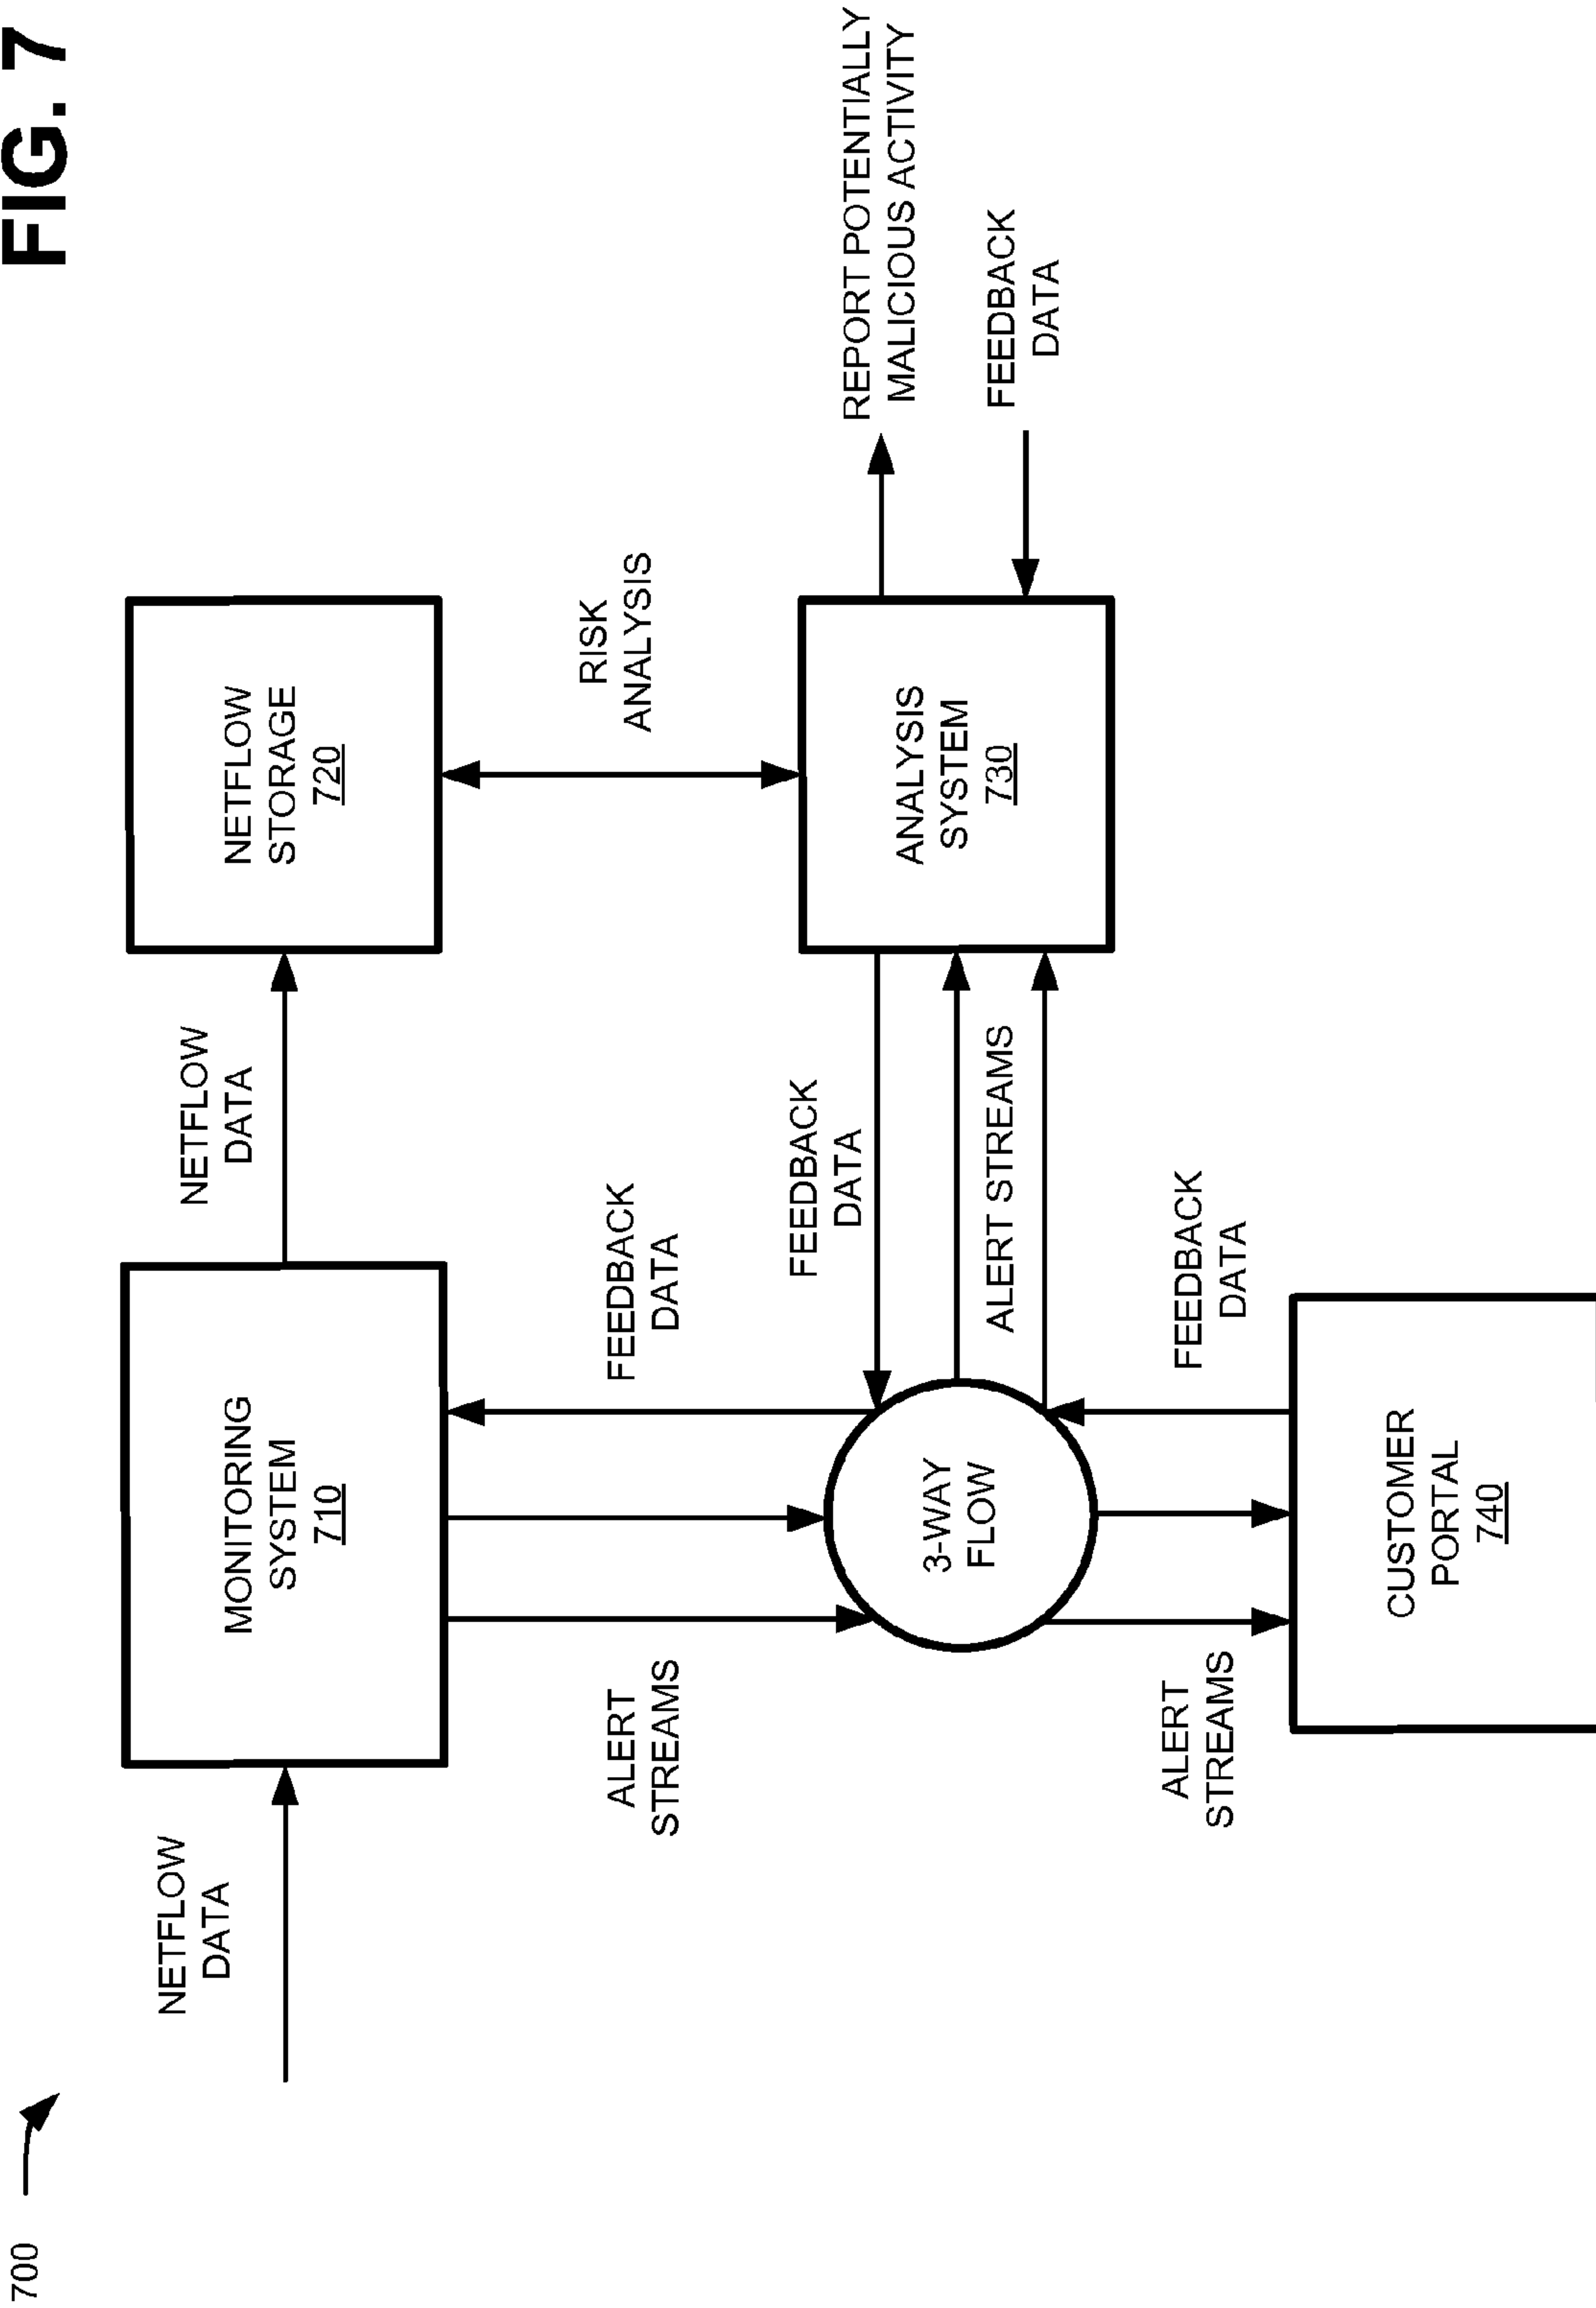 FIG. 7
700
NETFLOW
DATA
MONITORING
SYSTEM
710
NETFLOW
DATA
NETFLOW
STORAGE
720
ALERT
STREAMS
FEEDBACK
DATA
RISK
ANALYSIS
3-WAY
FLOW
FEEDBACK
DATA
ALERT STREAMS
ANALYSIS
SYSTEM
730
REPORT POTENTIALLY
MALICIOUS ACTIVITY
FEEDBACK
DATA
ALERT
STREAMS
FEEDBACK
DATA
CUSTOMER
PORTAL
740